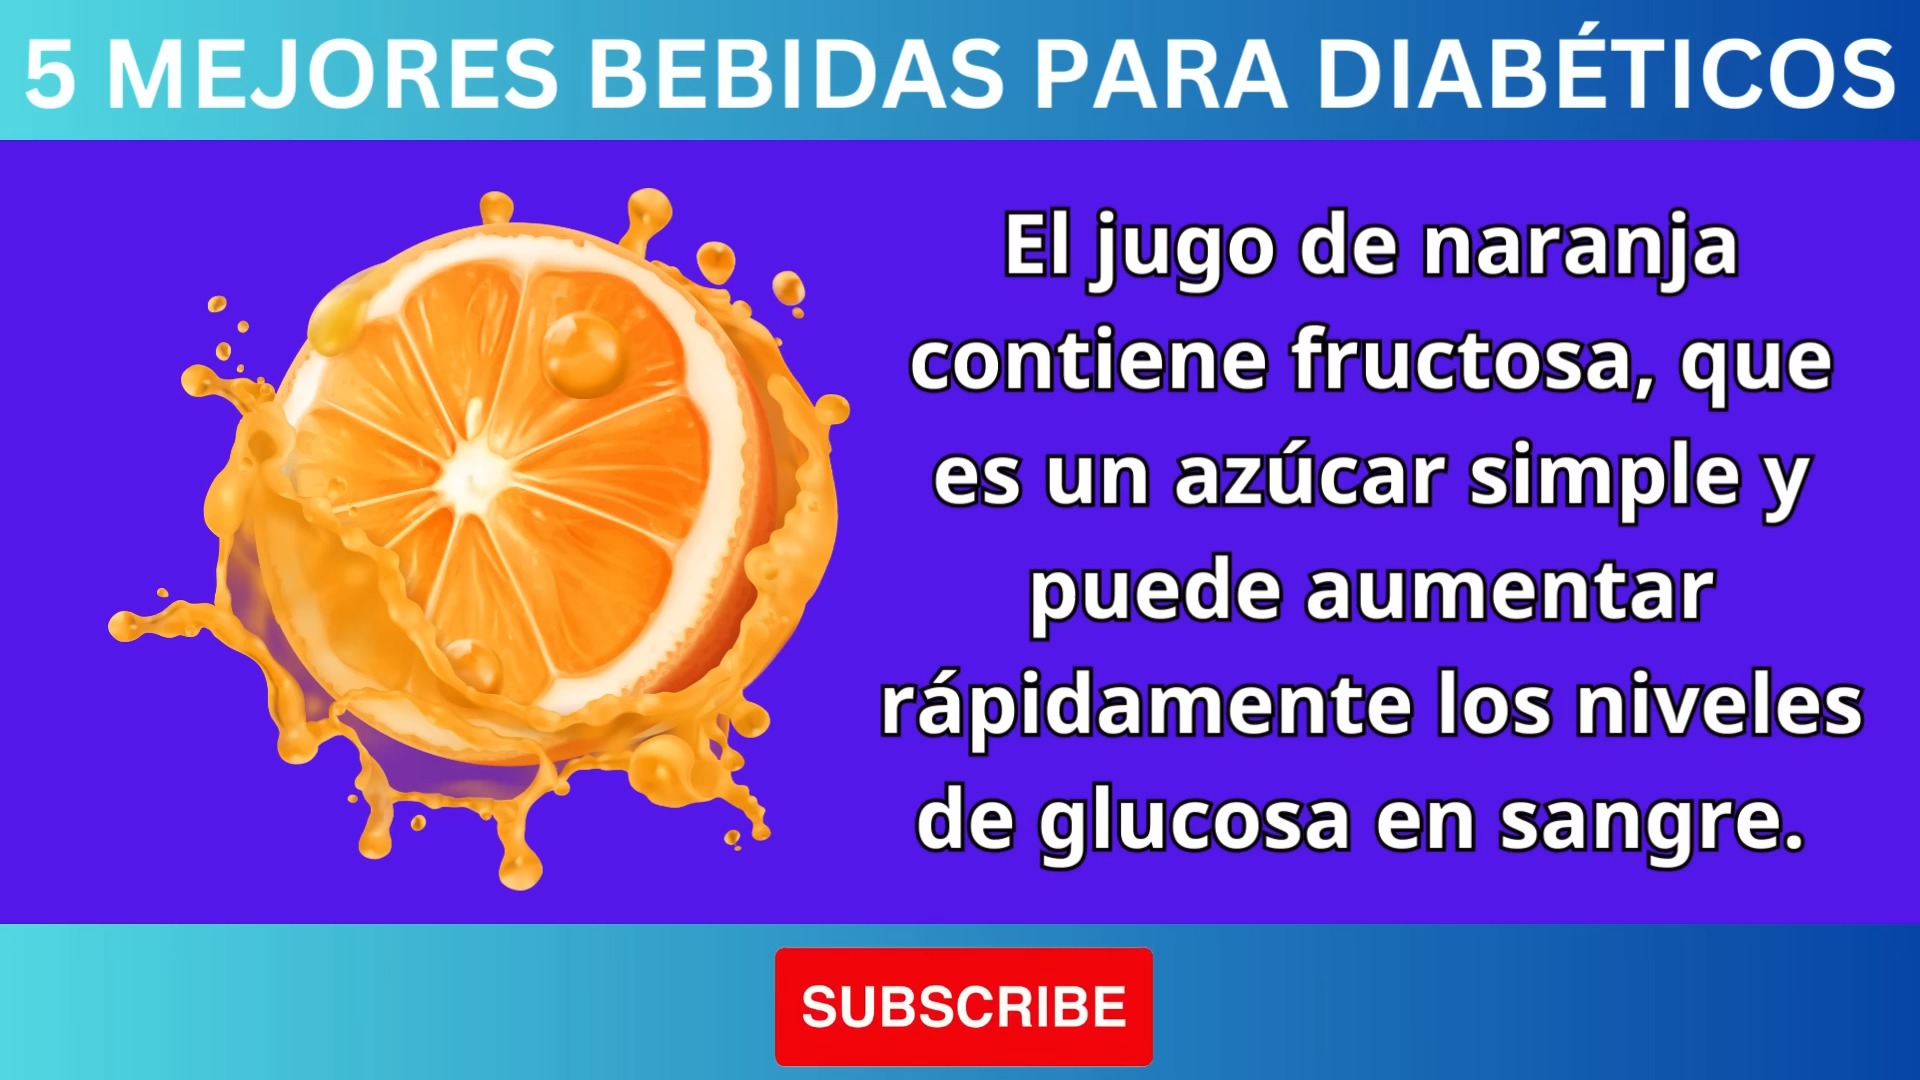 5 MEJORES BEBIDAS PARA DIABÉTICOS
El jugo de naranja
contiene fructosa, que
es un azúcar simple y
puede aumentar
rápidamente los niveles
de glucosa en sangre.
SUBSCRIBE